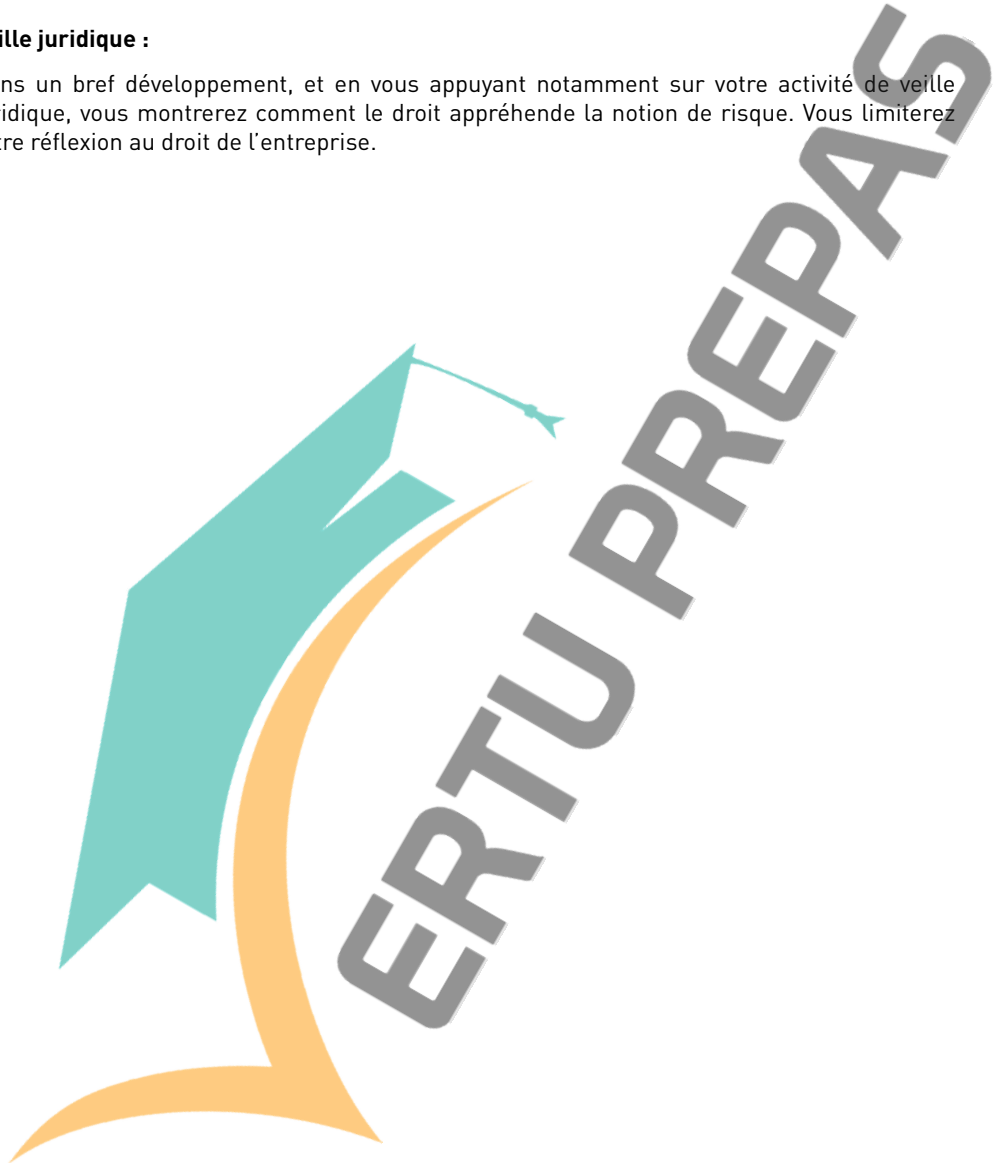 ille juridique :
ns un bref développement, et en vous appuyant notamment sur votre activité de veille
ridique, vous montrerez comment le droit appréhende la notion de risque. Vous limiterez
tre réflexion au droit de l’entreprise.
ERTU PREPAS